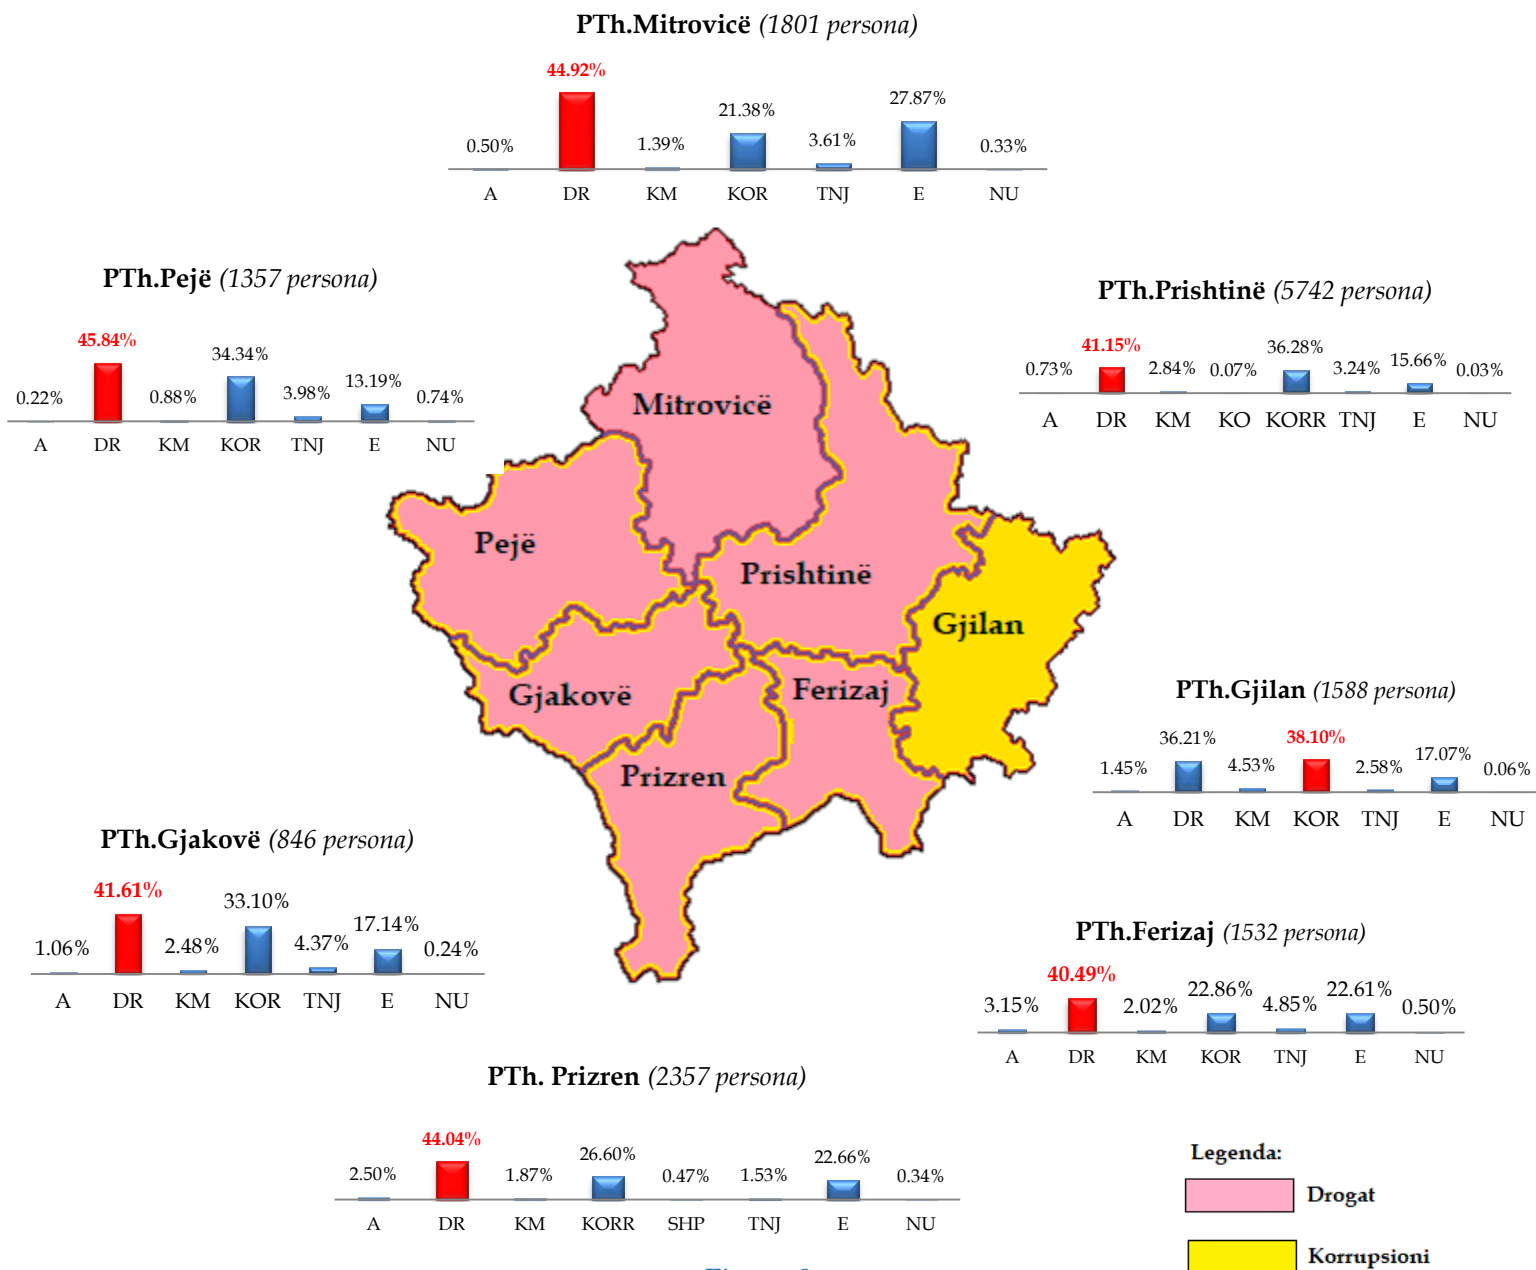 PTh.Mitrovicë (1801 persona)
44.92%
27.87%
21.38%
0.50% 1.39% 3.61% 0.33%
A DR KM KOR TNJ E NU
PTh.Pejë (1357 persona)
45.84%
34.34%
0.22% 0.88% 3.98% 13.19% 0.74%
A DR KM KOR TNJ E NU
PTh.Prishtinë (5742 persona)
41.15% 36.28%
0.73% 2.84% 0.07% 3.24% 15.66% 0.03%
A DR KM KO KORR TNJ E NU
Mitrovicë
Pejë
Prishtinë
Gjilan
Gjakovë
Ferizaj
Prizren
PTh.Gjilan (1588 persona)
36.21% 38.10%
1.45% 4.53% 2.58% 17.07% 0.06%
A DR KM KOR TNJ E NU
PTh.Gjakovë (846 persona)
41.61%
33.10%
1.06% 2.48% 4.37% 17.14% 0.24%
A DR KM KOR TNJ E NU
PTh.Ferizaj (1532 persona)
40.49%
3.15% 2.02% 22.86% 4.85% 22.61% 0.50%
A DR KM KOR TNJ E NU
PTh. Prizren (2357 persona)
44.04%
26.60%
2.50% 1.87% 0.47% 1.53% 22.66% 0.34%
A DR KM KORR SHP TNJ E NU
Legenda:
Drogat
Korrupsioni